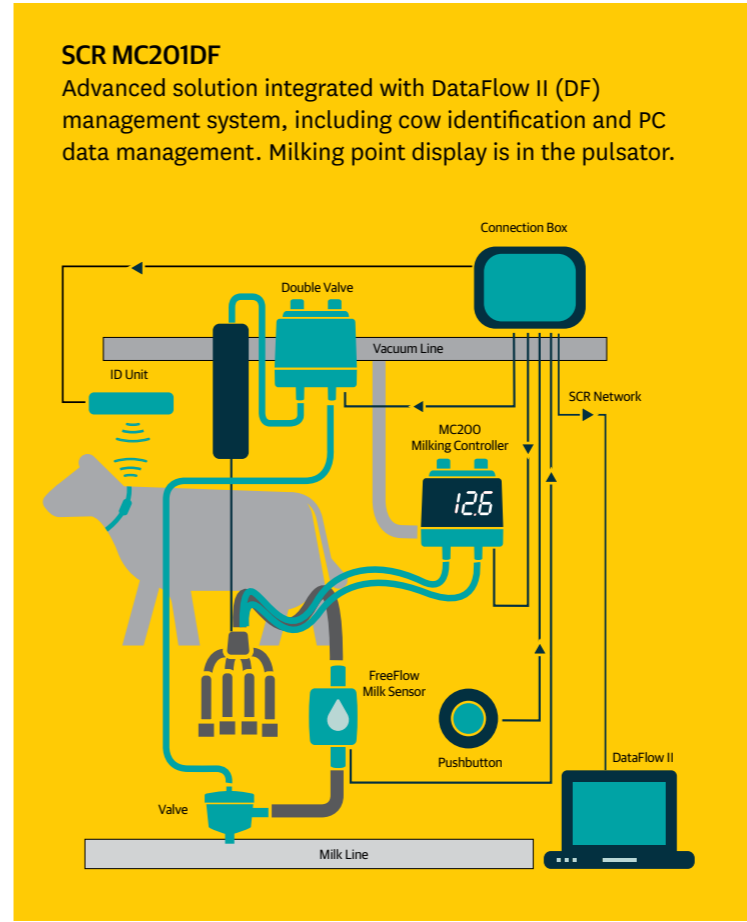 SCR MC201DF
Advanced solution integrated with DataFlow II (DF)
management system, including cow identification and PC
data management. Milking point display is in the pulsator.
Connection Box
Double Valve
Vacuum Line
ID Unit
SCR Network
MC200
Milking Controller
12.6
FreeFlow
Milk Sensor
Pushbutton
DataFlow II
Valve
Milk Line